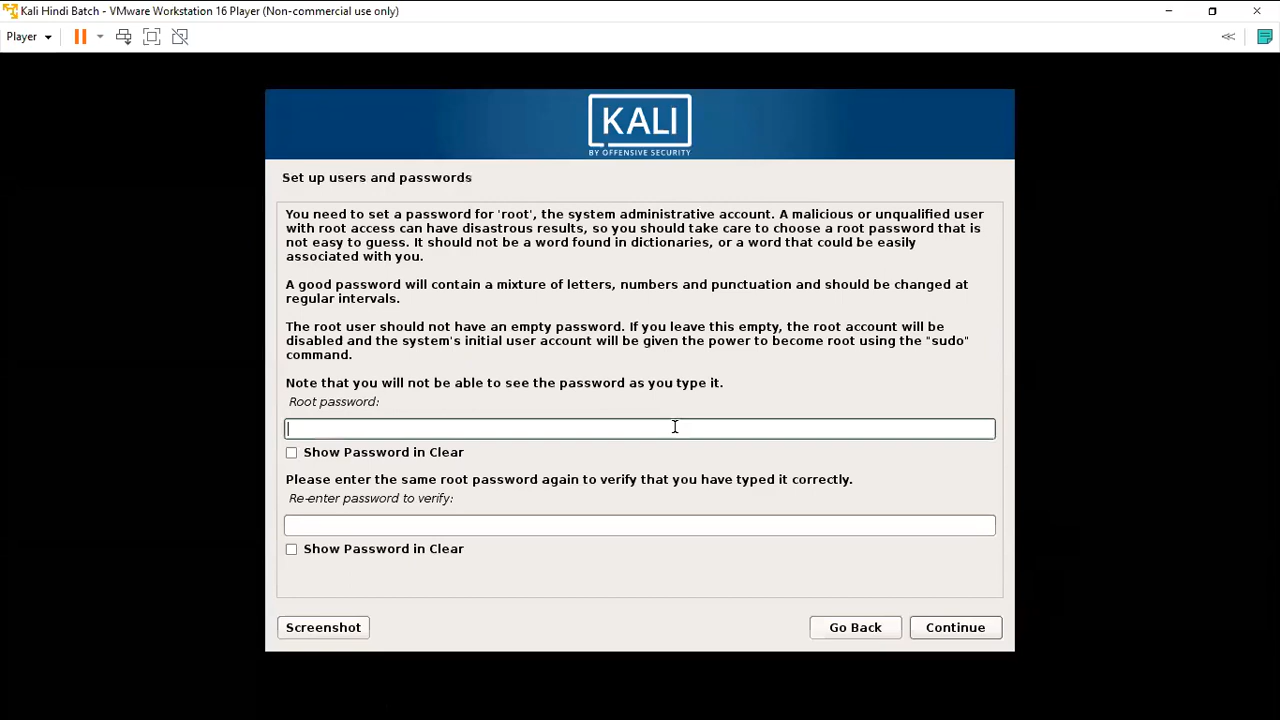 Kali Hindi Batch - VMware Workstation 16 Player (Non-commercial use only)
Player
KALI
BY OFFENSIVE SECURITY
Set up users and passwords
You need to set a password for 'root', the system administrative account. A malicious or unqualified user
with root access can have disastrous results, so you should take care to choose a root password that is
not easy to guess. It should not be a word found in dictionaries, or a word that could be easily
associated with you.
A good password will contain a mixture of letters, numbers and punctuation and should be changed at
regular intervals.
The root user should not have an empty password. If you leave this empty, the root account will be
disabled and the system's initial user account will be given the power to become root using the "sudo"
command.
Note that you will not be able to see the password as you type it.
Root password:
Show Password in Clear
Please enter the same root password again to verify that you have typed it correctly.
Re-enter password to verify:
Show Password in Clear
Screenshot Go Back Continue